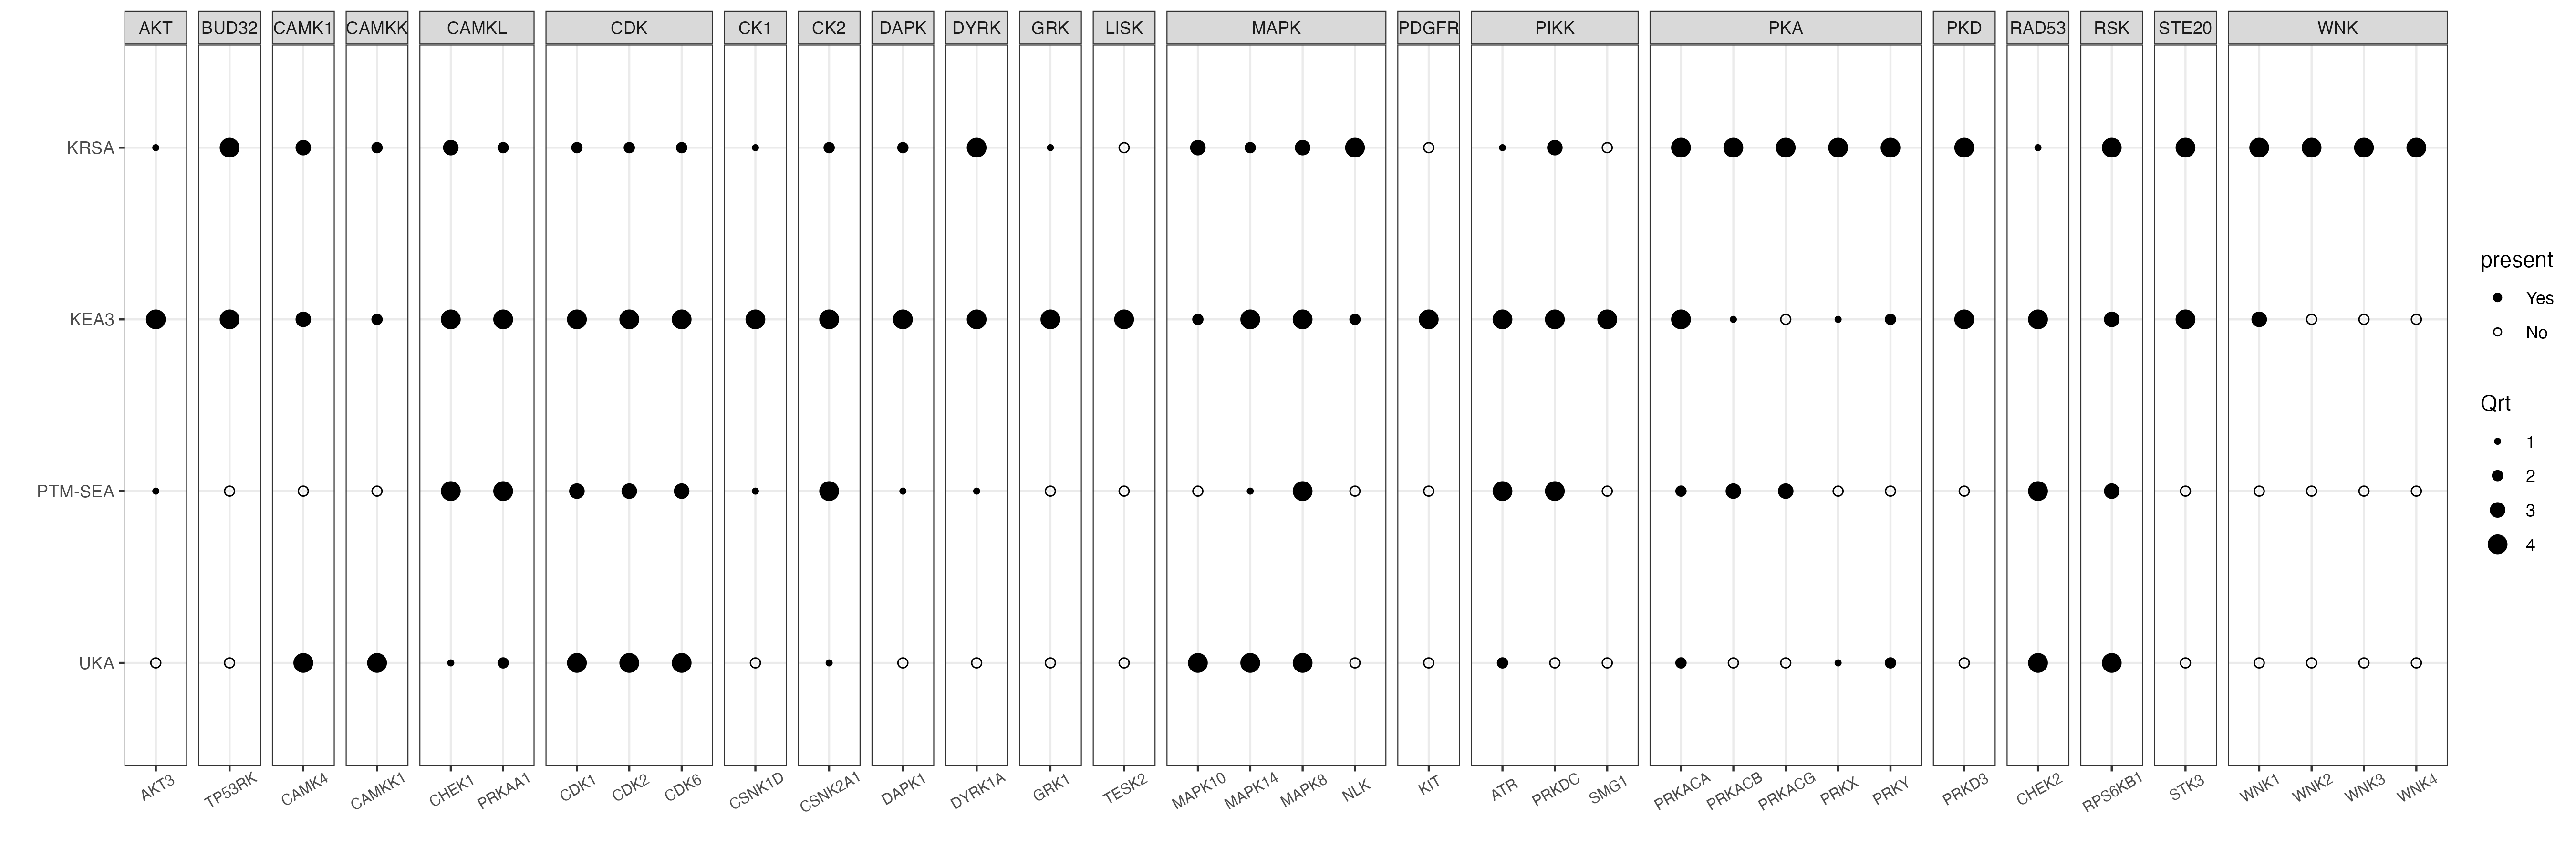 AKT BUD32 CAMK1 CAMKK CAMKL CDK CK1 CK2 DAPK DYRK GRK LISK MAPK PDGFR PIKK PKA PKD RAD53 RSK STE20 WNK
KRSA
KEA3
PTM-SEA
UKA
AKT3 TP53RK CAMK4 CAMKK1 CHEK1 PRKAA1 CDK1 CDK2 CDK6 CSNK1D CSNK2A1 DAPK1 DYRK1A GRK1 TESK2 MAPK10 MAPK14 MAPK8 NLK KIT ATR PRKDC SMG1 PRKACA PRKACB PRKACG PRKX PRKY PRKD3 CHEK2 RPS6KB1 STK3 WNK1 WNK2 WNK3 WNK4
present
Yes
No
Qrt
1
2
3
4